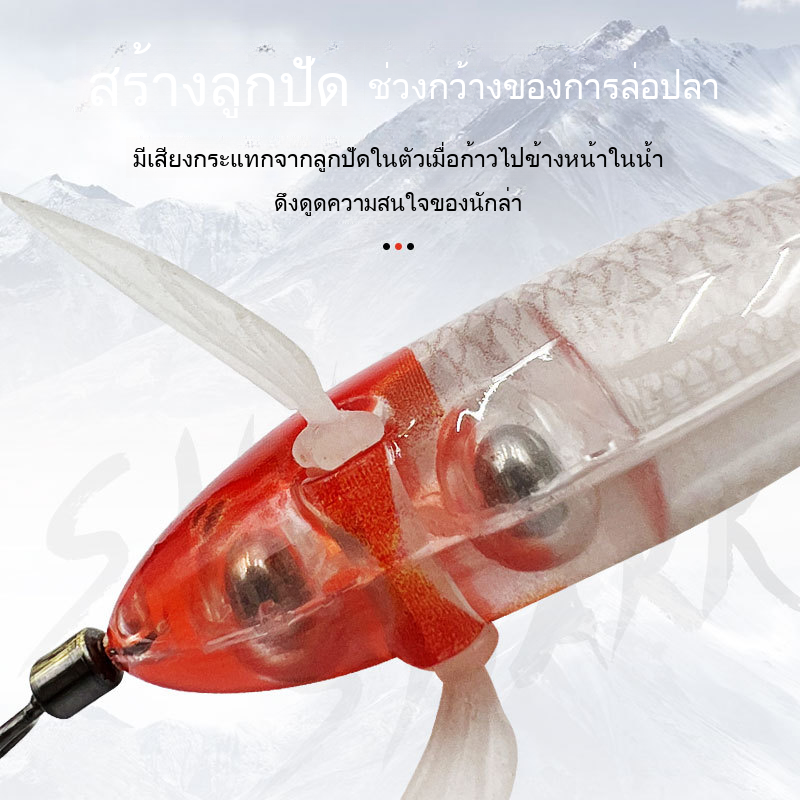 สร้างลูกปัด ช่วงกว้างของการล่อปลา
มีเสียงกระแทกจากลูกปัดในตัวเมื่อก้าวไปข้างหน้าในน้ำ
ดึงดูดความสนใจของนักล่า